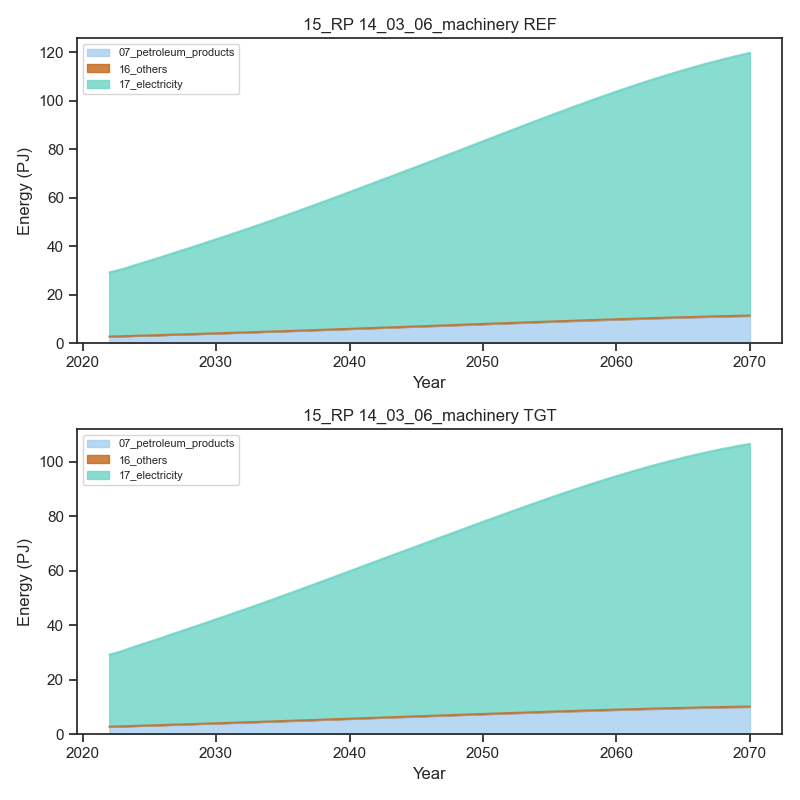 15_RP 14_03_06_machinery REF
07_petroleum_products
16_others
17_electricity
Energy (PJ)
120
100
80
60
40
20
0
2020 2030 2040 2050 2060 2070
Year
15_RP 14_03_06_machinery TGT
07_petroleum_products
16_others
17_electricity
Energy (PJ)
100
80
60
40
20
0
2020 2030 2040 2050 2060 2070
Year